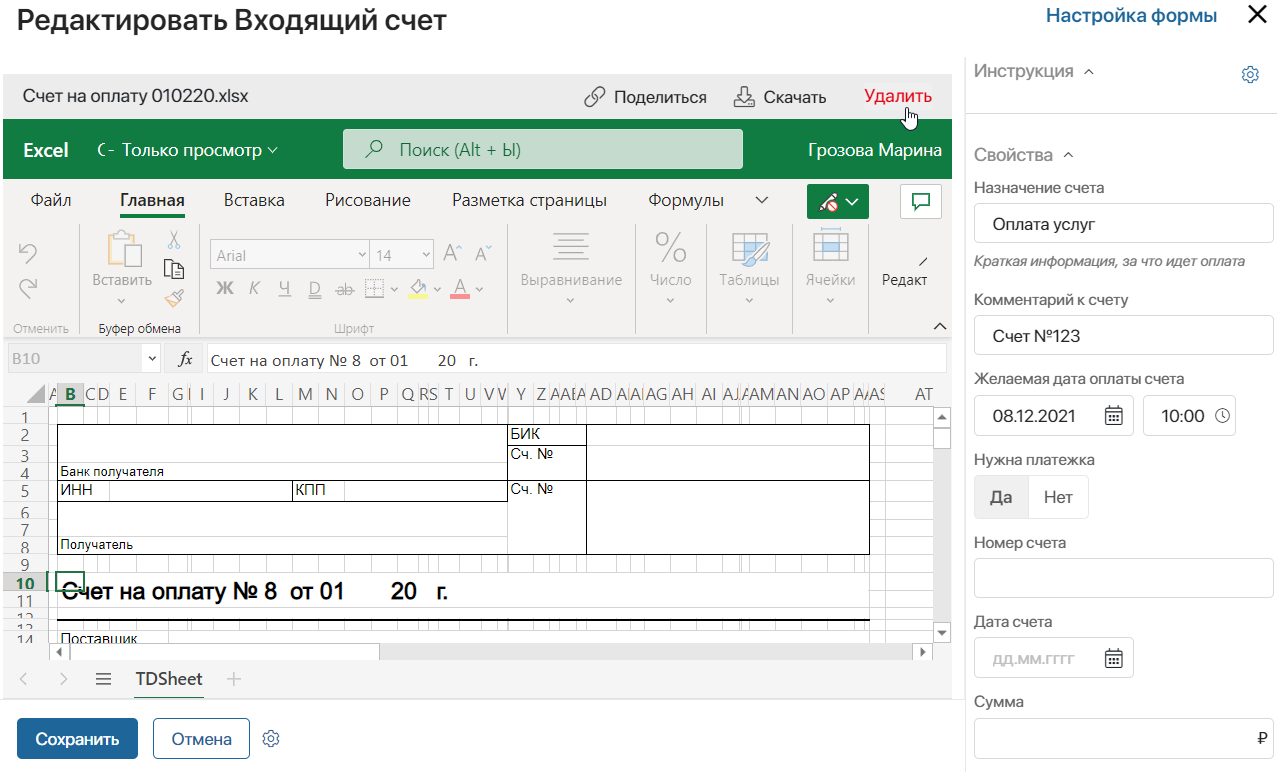 Редактировать Входящий счет
Настройка формы
Счет на оплату 010220.xlsx
Поделиться Скачать Удалить
Excel C- Только просмотр Поиск (Alt + Ы) Грозова Марина
Файл Главная Вставка Рисование Разметка страницы Формулы
Вставить Arial 14
Ж К Ч D ab А
Выравнивание Число % Таблицы Ячейки Редакт
Отменить Буфер обмена Шрифт
B10 fx Счет на оплату № 8 от 01 20 г.
A B C D E F G I J K L M N O P Q R S T U V W Y Z AA AD AG AH AI AJ AM AN AO AP AS AT
1
2 БИК
3 Сч. №
4 Банк получателя
5 ИНН КПП Сч. №
6
7
8 Получатель
9
10 Счет на оплату № 8 от 01 20 г.
11
12
13
14 Поставщик
TDSheet
Сохранить Отмена
Инструкция
Свойства
Назначение счета
Оплата услуг
Краткая информация, за что идет оплата
Комментарий к счету
Счет №123
Желаемая дата оплаты счета
08.12.2021 10:00
Нужна платежка
Да Нет
Номер счета
Дата счета
дд.мм.гггг
Сумма
₽